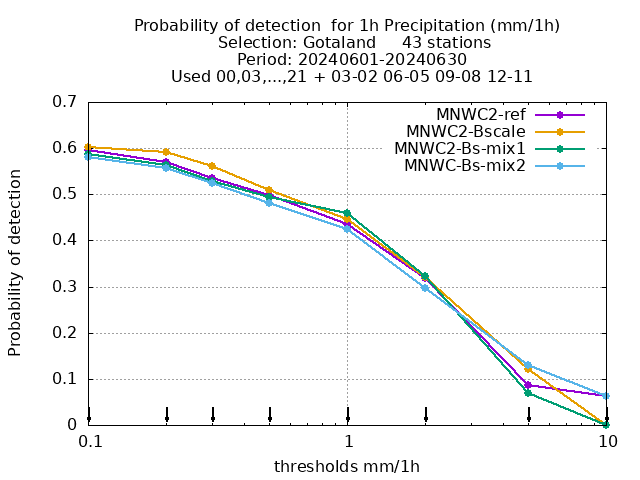 Probability of detection  for 1h Precipitation (mm/1h)
Selection: Gotaland     43 stations
Period: 20240601-20240630
Used 00,03,...,21 + 03-02 06-05 09-08 12-11
MNWC2-ref
MNWC2-Bscale
MNWC2-Bs-mix1
MNWC-Bs-mix2
Probability of detection
0.7
0.6
0.5
0.4
0.3
0.2
0.1
0
0.1 1 10
thresholds mm/1h